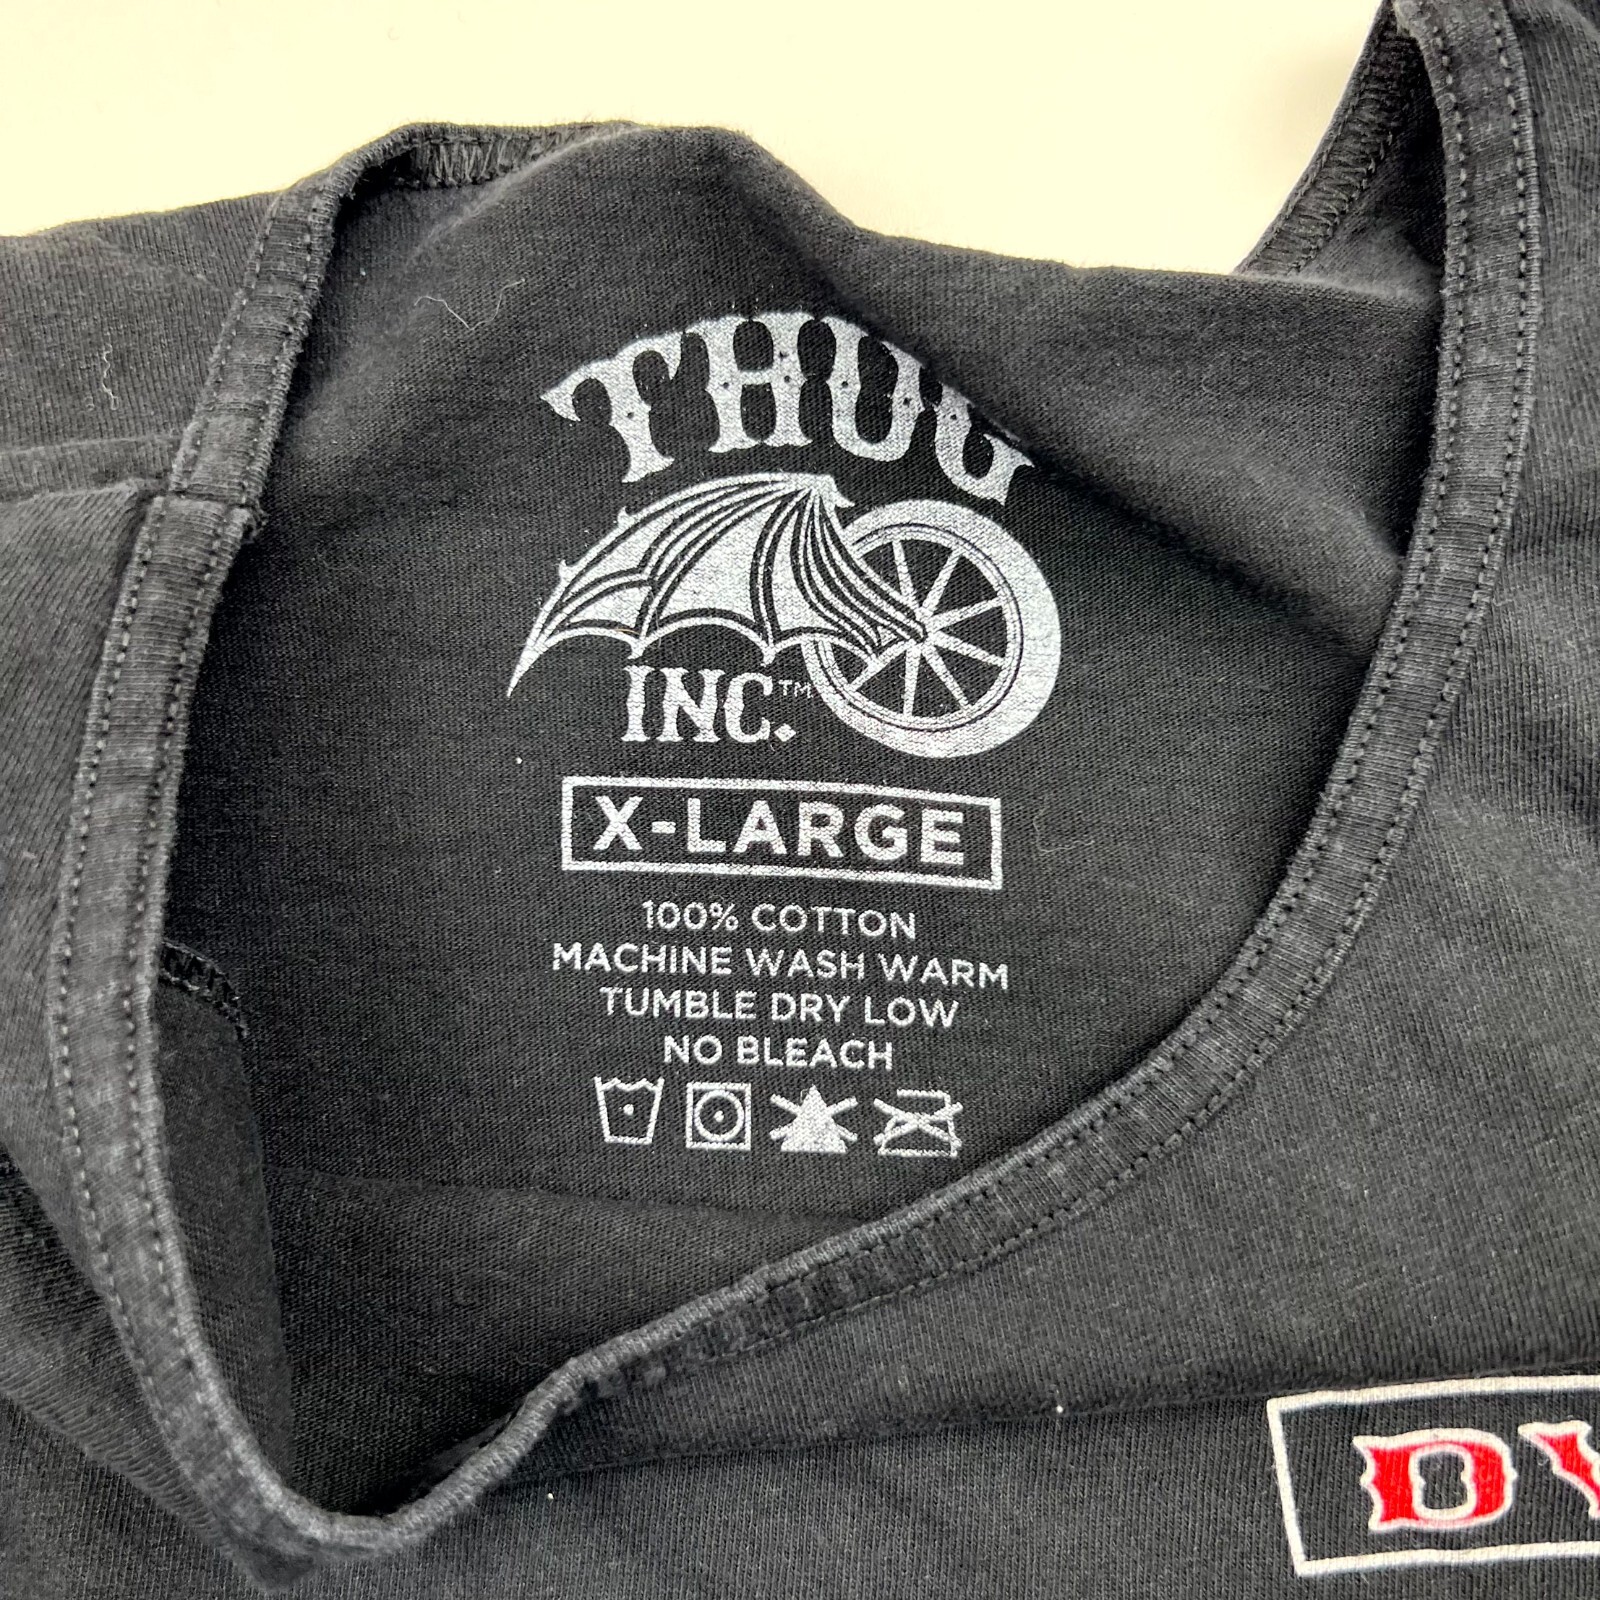 THUG
INC.™
X-LARGE
100% COTTON
MACHINE WASH WARM
TUMBLE DRY LOW
NO BLEACH